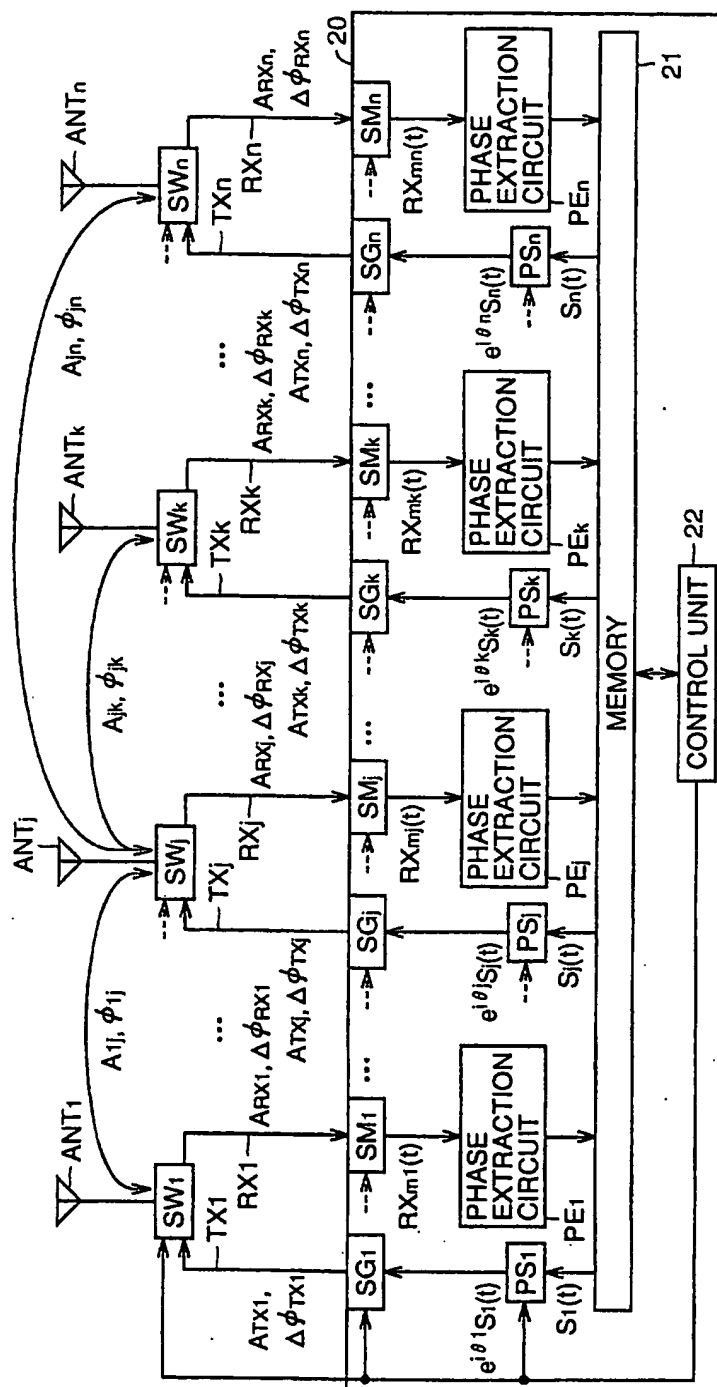 ANT1
ANTj
ANTk
ANTn
A1j, ϕ1j
Ajk, ϕjk
Ajn, ϕjn
SW1
SWj
SWk
SWn
TX1
RX1
TXj
RXj
TXk
RXk
TXn
RXn
ATX1,
ΔϕTX1
ARX1, ΔϕRX1
ATXj, ΔϕTXj
ARXj, ΔϕRXj
ATXk, ΔϕTXk
ARXk, ΔϕRXk
ATXn, ΔϕTXn
ARXn,
ΔϕRXn
...
...
...
20
SG1
SM1
...
SGj
SMj
...
SGk
SMk
...
SGn
SMn
RXm1(t)
RXmj(t)
RXmk(t)
RXmn(t)
e^iθ1S1(t)
e^iθjSj(t)
e^iθkSk(t)
e^iθnSn(t)
PS1
PHASE
EXTRACTION
CIRCUIT
PE1
PSj
PHASE
EXTRACTION
CIRCUIT
PEj
PSk
PHASE
EXTRACTION
CIRCUIT
PEk
PSn
PHASE
EXTRACTION
CIRCUIT
PEn
S1(t)
Sj(t)
Sk(t)
Sn(t)
MEMORY
21
22
CONTROL UNIT